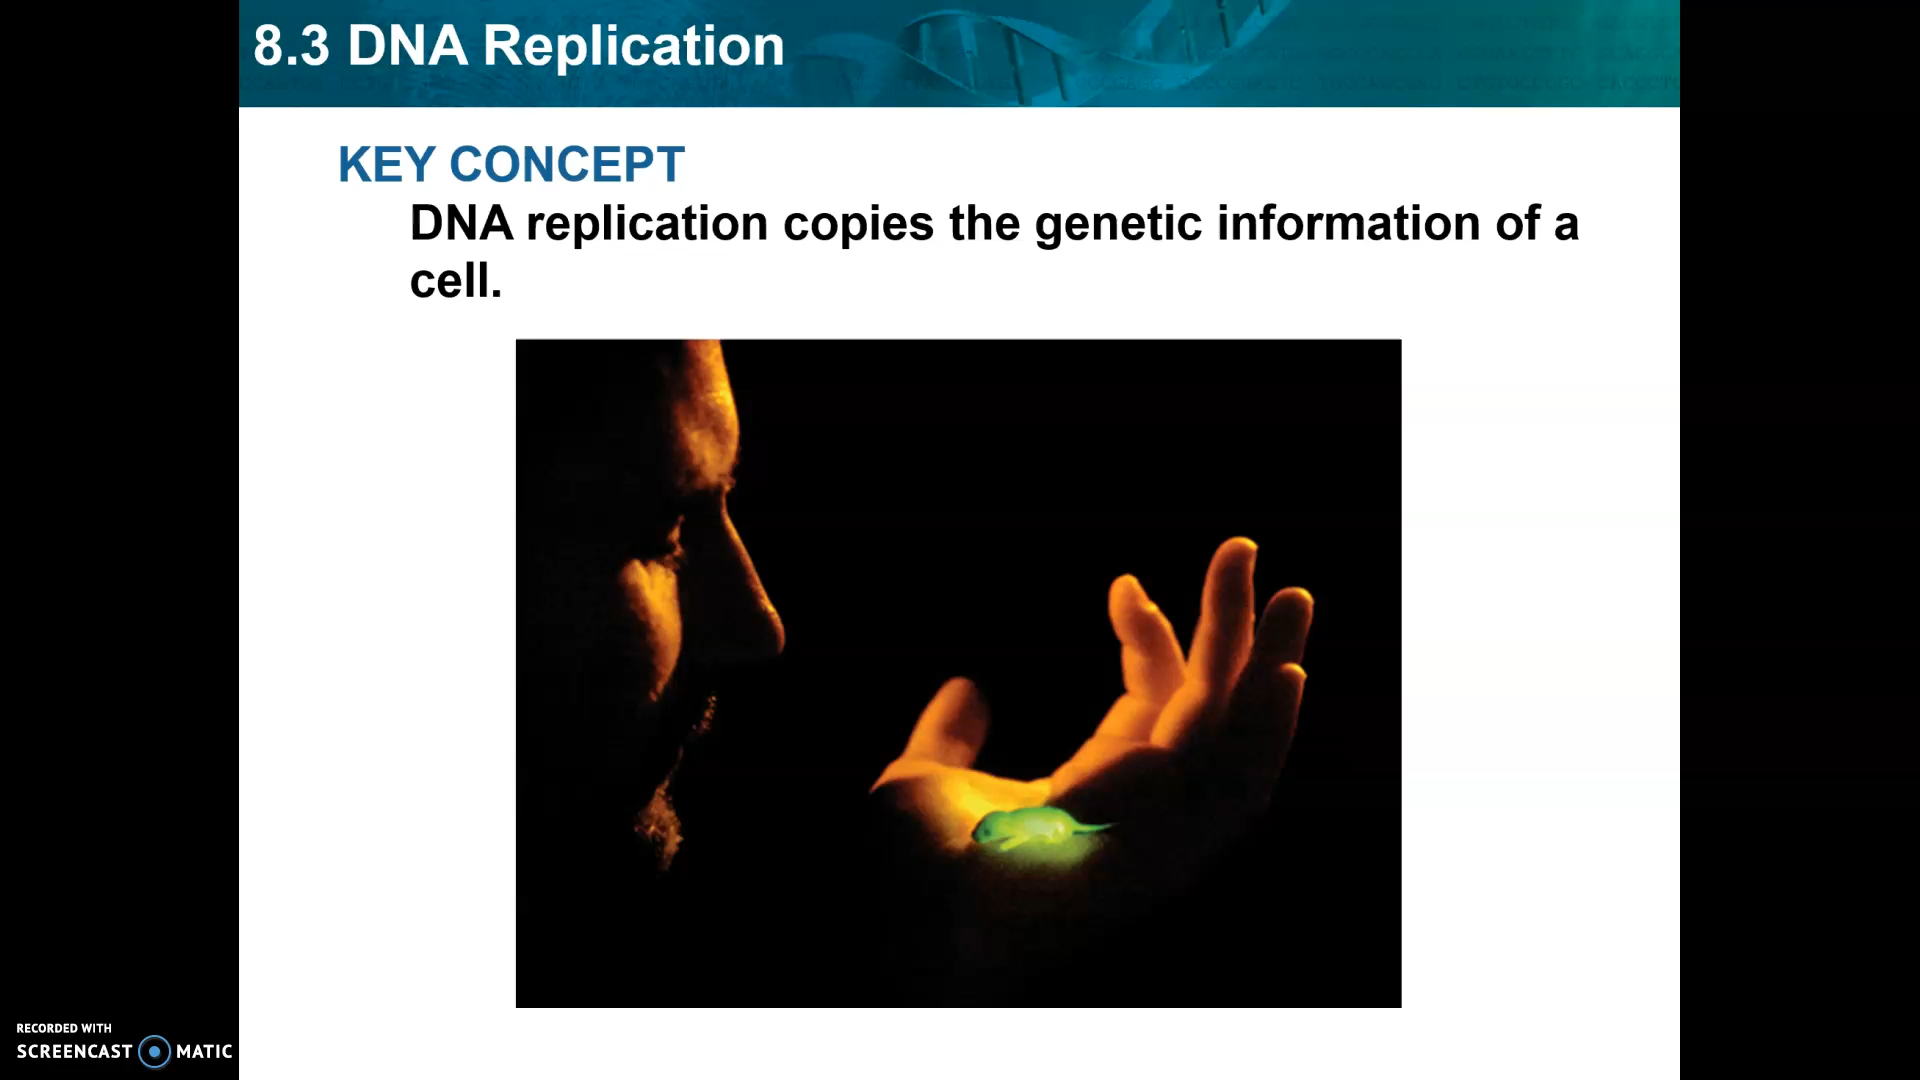 8.3 DNA Replication
KEY CONCEPT
DNA replication copies the genetic information of a
cell.
RECORDED WITH
SCREENCAST MATIC